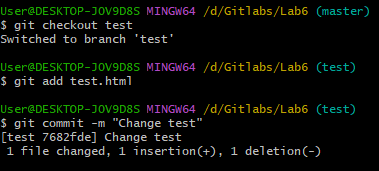 User@DESKTOP-JOV9D8S MINGW64 /d/Gitlabs/Lab6 (master)
$ git checkout test
Switched to branch 'test'
User@DESKTOP-JOV9D8S MINGW64 /d/Gitlabs/Lab6 (test)
$ git add test.html
User@DESKTOP-JOV9D8S MINGW64 /d/Gitlabs/Lab6 (test)
$ git commit -m "Change test"
[test 7682fde] Change test
1 file changed, 1 insertion(+), 1 deletion(-)